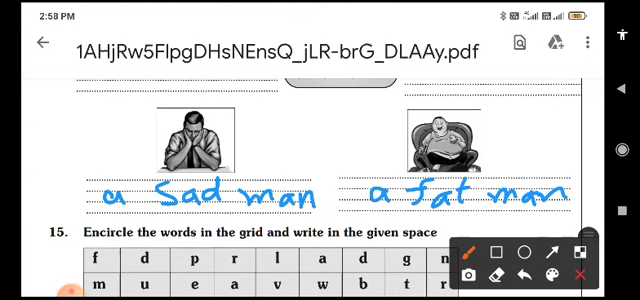 2:58 PM
1AHjRw5FlpgDHsNEnsQ_jLR-brG_DLAAy.pdf
a sad man a fat man
15. Encircle the words in the grid and write in the given space
f d p r l a d g n
m u e a v w b t r